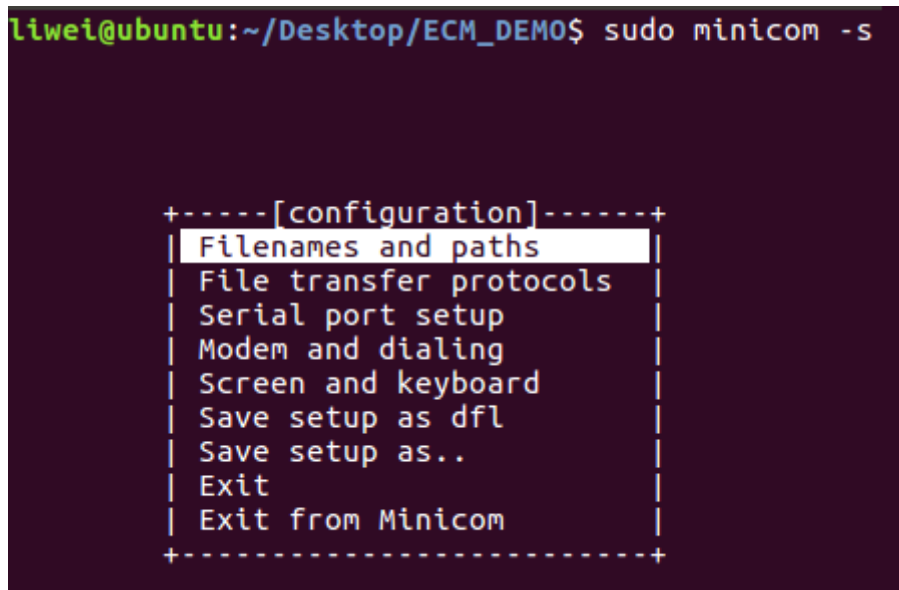 liwei@ubuntu:~/Desktop/ECM_DEMO$ sudo minicom -s
+-----[configuration]------+
| Filenames and paths      |
| File transfer protocols  |
| Serial port setup        |
| Modem and dialing        |
| Screen and keyboard      |
| Save setup as dfl        |
| Save setup as..          |
| Exit                     |
| Exit from Minicom        |
+--------------------------+